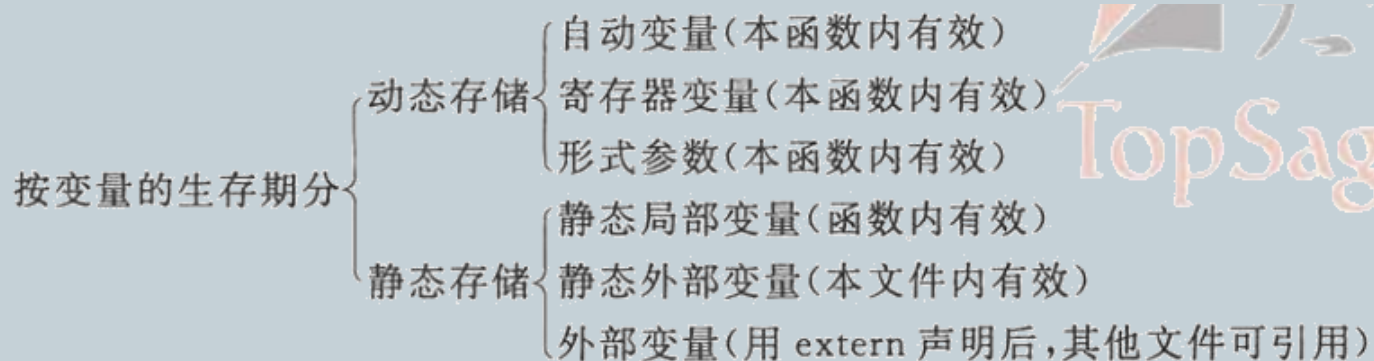 自动变量(本函数内有效)
动态存储
寄存器变量(本函数内有效)
形式参数(本函数内有效)
按变量的生存期分
静态局部变量(函数内有效)
静态存储
静态外部变量(本文件内有效)
外部变量(用 extern 声明后,其他文件可引用)
TopSag